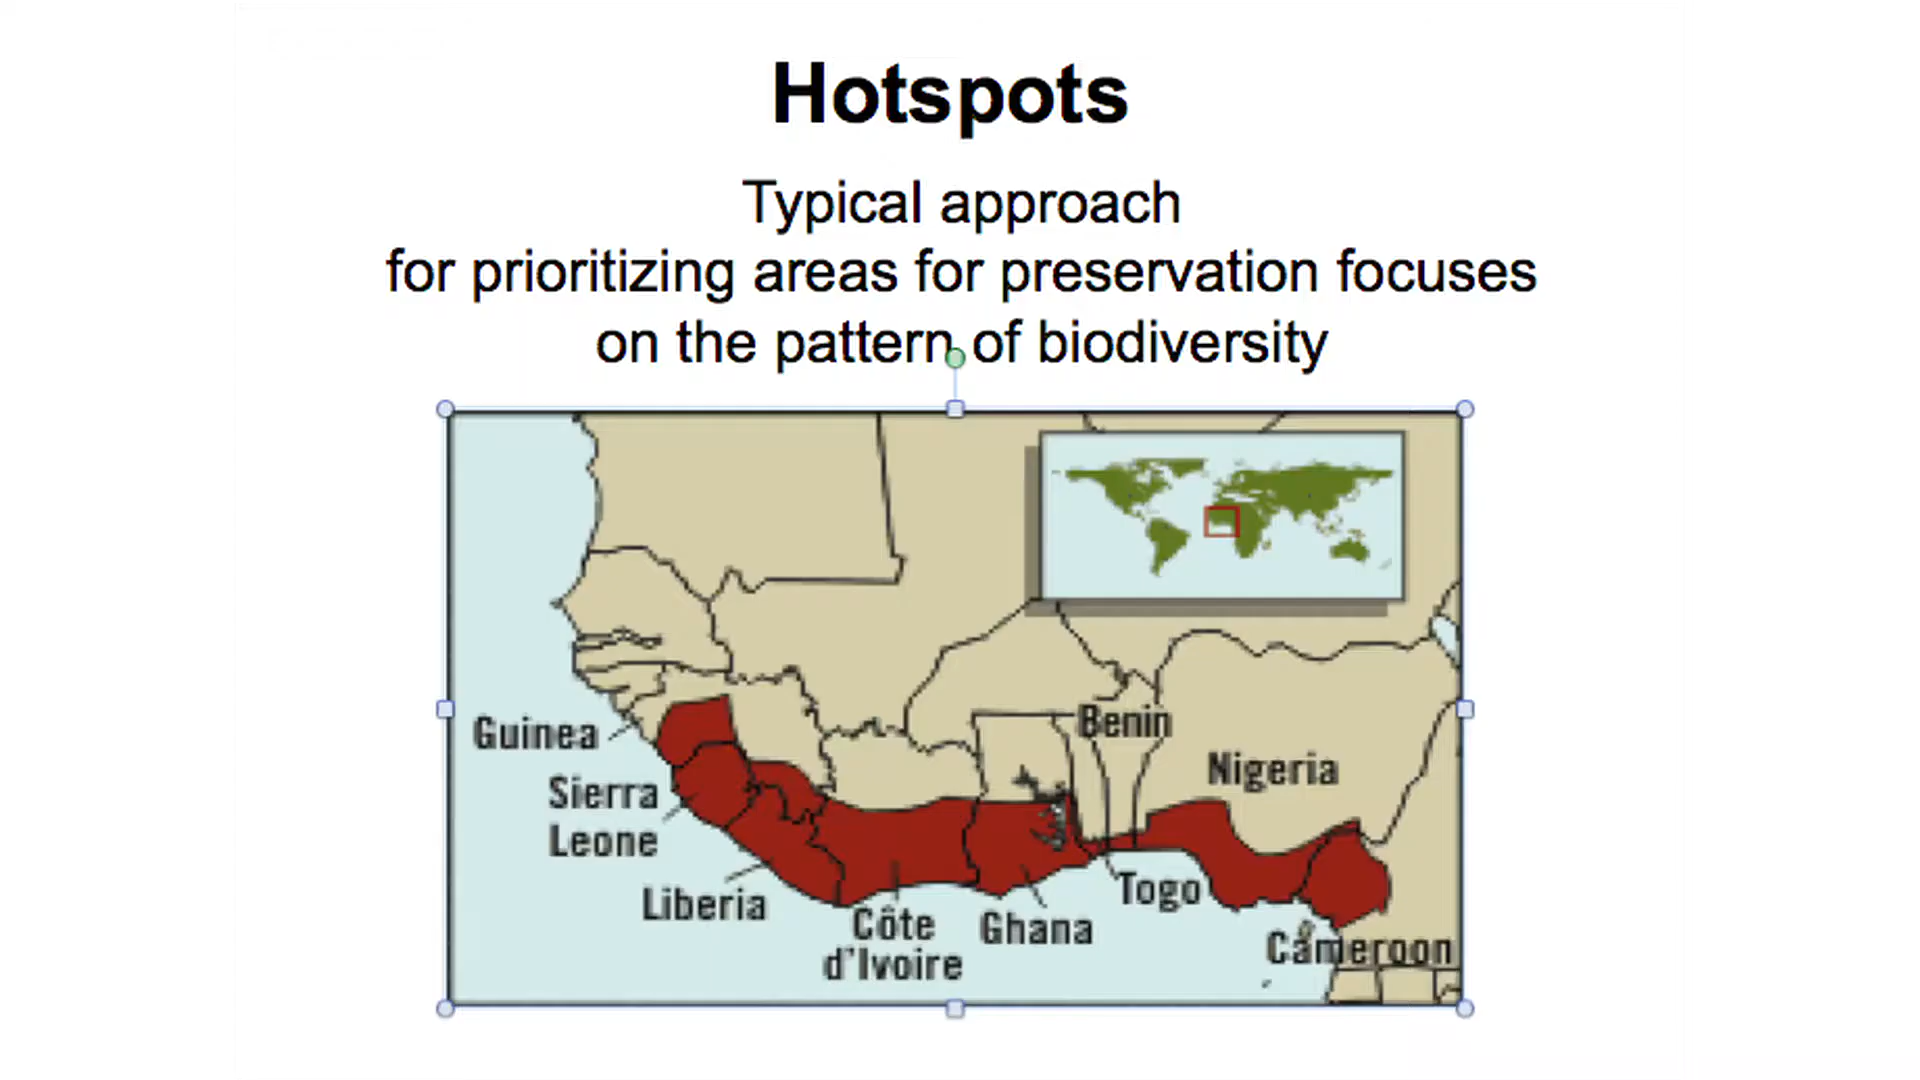 Hotspots
Typical approach
for prioritizing areas for preservation focuses
on the pattern of biodiversity
Benin
Guinea
Nigeria
Sierra
Leone
Liberia
Togo
Côte
d'Ivoire
Ghana
Cameroon